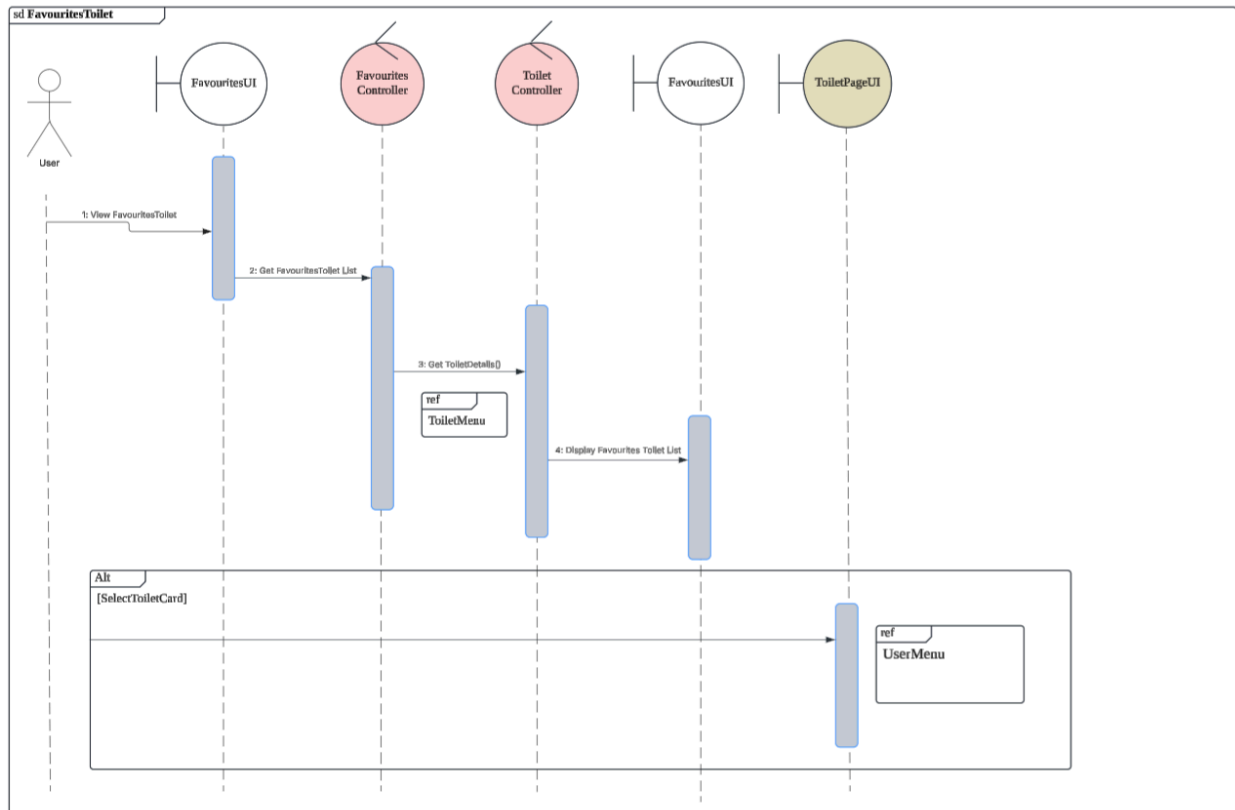 sd FavouritesToilet
FavouritesUI
Favourites
Controller
Toilet
Controller
FavouritesUI
ToiletPageUI
User
1: View FavouritesToilet
2: Get FavouritesToilet List
3: Get ToiletDetails()
ref
ToiletMenu
4: Display Favourites Toilet List
Alt
[SelectToiletCard]
ref
UserMenu